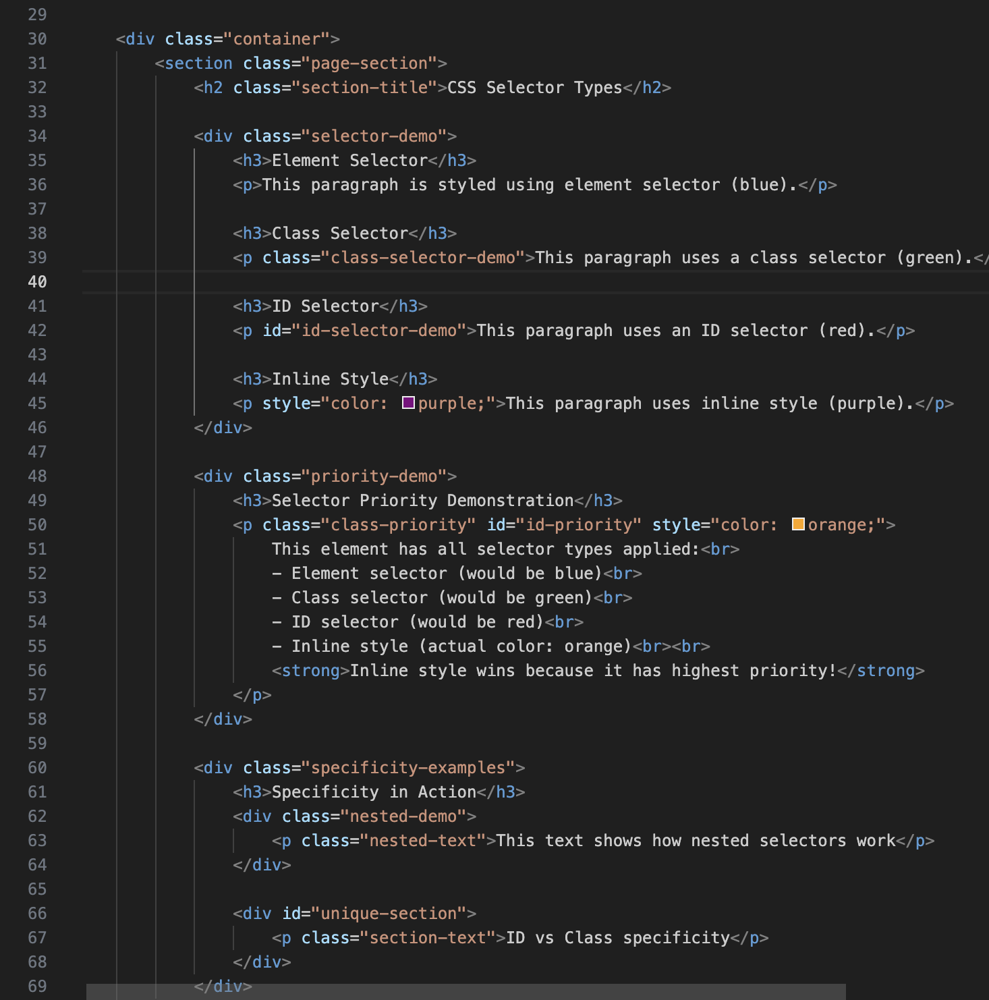 29
30 <div class="container">
31 <section class="page-section">
32 <h2 class="section-title">CSS Selector Types</h2>
33
34 <div class="selector-demo">
35 <h3>Element Selector</h3>
36 <p>This paragraph is styled using element selector (blue).</p>
37
38 <h3>Class Selector</h3>
39 <p class="class-selector-demo">This paragraph uses a class selector (green).</
40
41 <h3>ID Selector</h3>
42 <p id="id-selector-demo">This paragraph uses an ID selector (red).</p>
43
44 <h3>Inline Style</h3>
45 <p style="color: purple;">This paragraph uses inline style (purple).</p>
46 </div>
47
48 <div class="priority-demo">
49 <h3>Selector Priority Demonstration</h3>
50 <p class="class-priority" id="id-priority" style="color: orange;">
51 This element has all selector types applied:<br>
52 - Element selector (would be blue)<br>
53 - Class selector (would be green)<br>
54 - ID selector (would be red)<br>
55 - Inline style (actual color: orange)<br><br>
56 <strong>Inline style wins because it has highest priority!</strong>
57 </p>
58 </div>
59
60 <div class="specificity-examples">
61 <h3>Specificity in Action</h3>
62 <div class="nested-demo">
63 <p class="nested-text">This text shows how nested selectors work</p>
64 </div>
65
66 <div id="unique-section">
67 <p class="section-text">ID vs Class specificity</p>
68 </div>
69 </div>